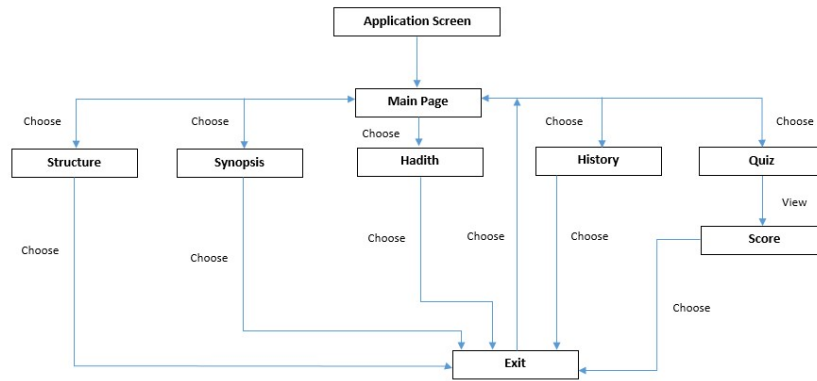 Application Screen
Main Page
Choose
Choose
Choose
Choose
Choose
Structure
Synopsis
Hadith
History
Quiz
View
Score
Choose
Choose
Choose
Choose
Choose
Choose
Exit